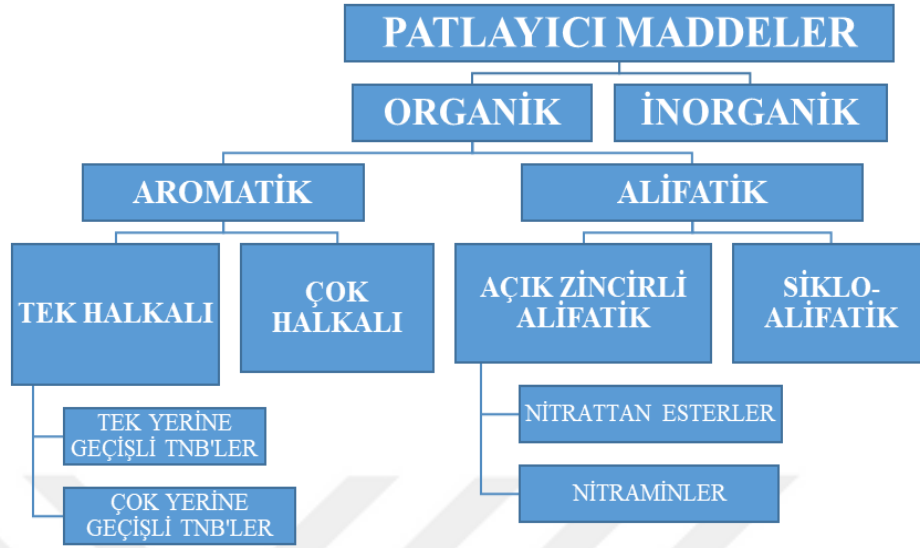 PATLAYICI MADDELER
ORGANİK
İNORGANİK
AROMATİK
ALİFATİK
TEK HALKALI
ÇOK
HALKALI
AÇIK ZİNCİRLİ
ALİFATİK
SİKLO-
ALİFATİK
TEK YERİNE
GEÇİŞLİ TNB'LER
ÇOK YERİNE
GEÇİŞLİ TNB'LER
NİTRATTAN ESTERLER
NİTRAMİNLER